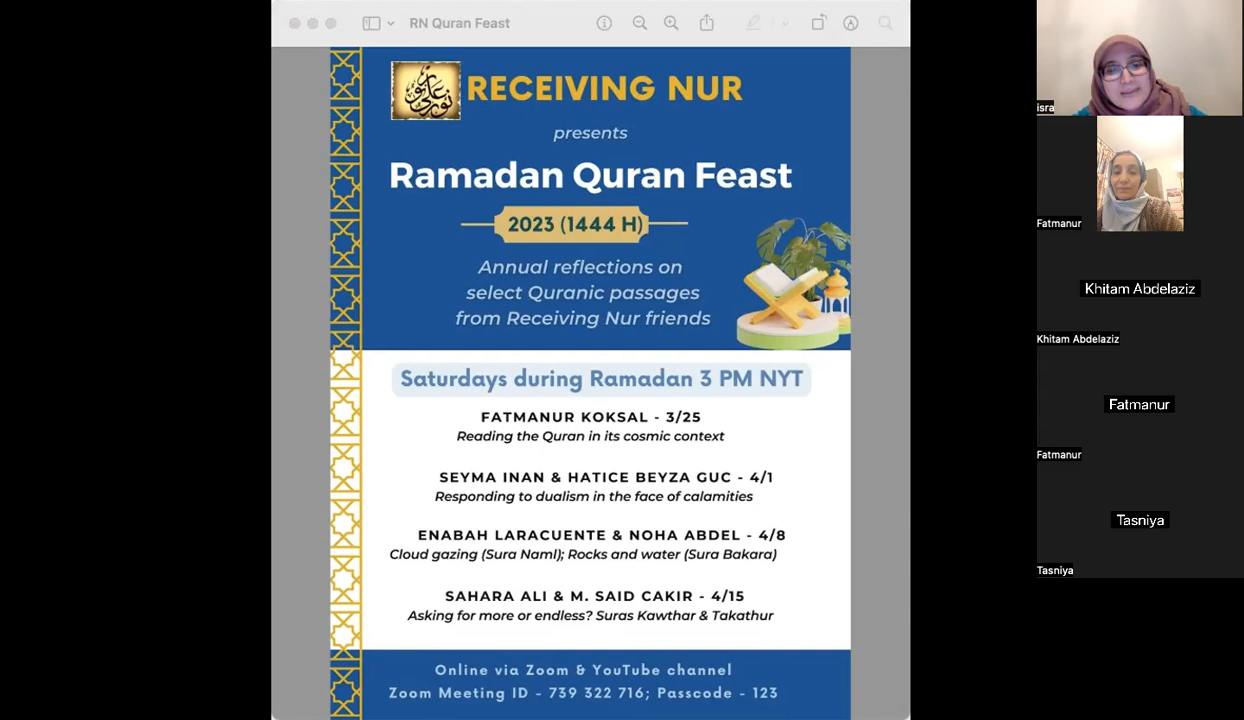 RN Quran Feast
نور على نور
RECEIVING NUR
presents
Ramadan Quran Feast
2023 (1444 H)
Annual reflections on
select Quranic passages
from Receiving Nur friends
Saturdays during Ramadan 3 PM NYT
FATMANUR KOKSAL - 3/25
Reading the Quran in its cosmic context
SEYMA INAN & HATICE BEYZA GUC - 4/1
Responding to dualism in the face of calamities
ENABAH LARACUENTE & NOHA ABDEL - 4/8
Cloud gazing (Sura Naml); Rocks and water (Sura Bakara)
SAHARA ALI & M. SAID CAKIR - 4/15
Asking for more or endless? Suras Kawthar & Takathur
Online via Zoom & YouTube channel
Zoom Meeting ID - 739 322 716; Passcode - 123
isra
Fatmanur
Khitam Abdelaziz
Khitam Abdelaziz
Fatmanur
Fatmanur
Tasniya
Tasniya